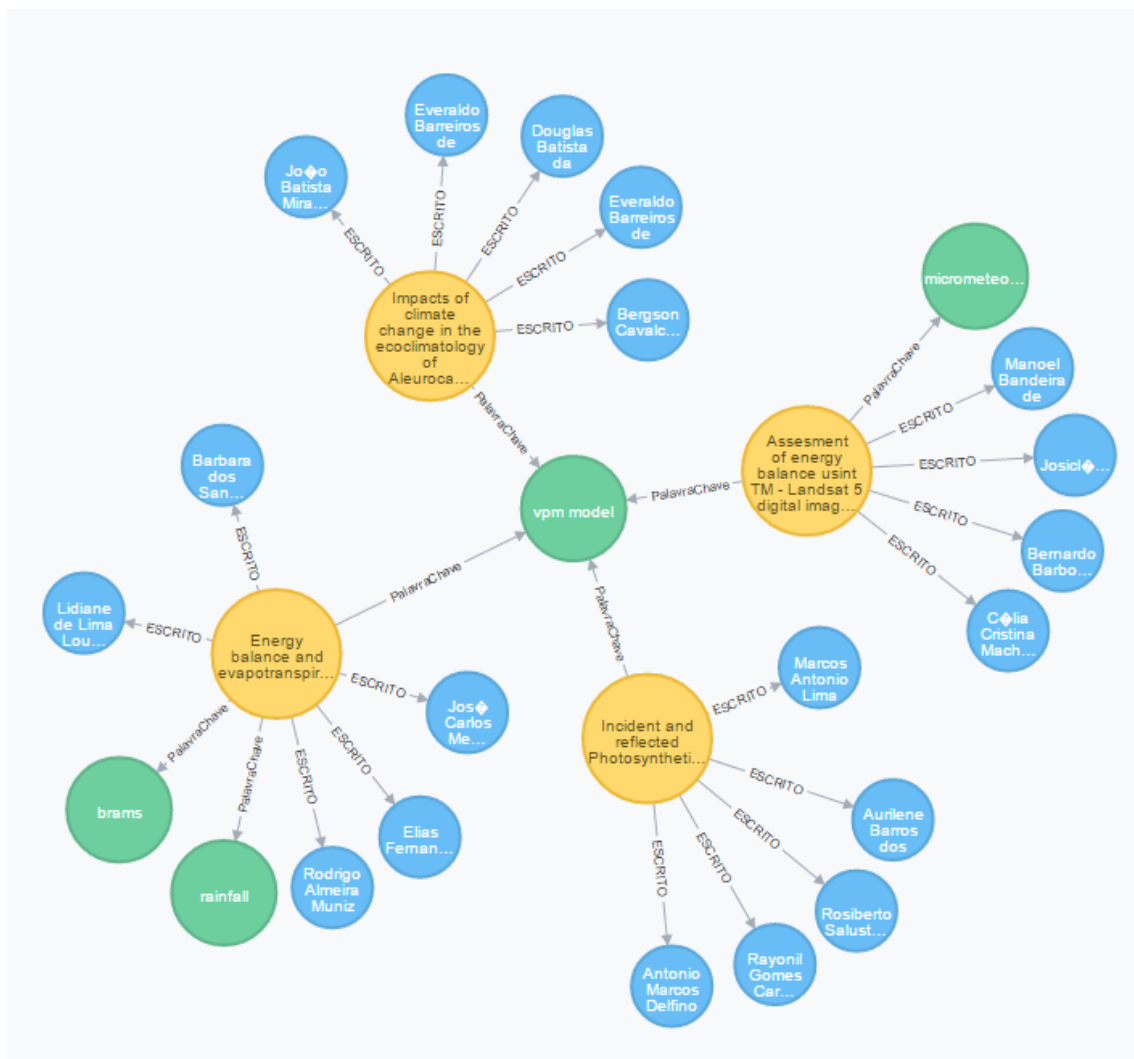 Everaldo
Barreiros
de
Douglas
Batista
da
Jo�o
Batista
Mira...
Everaldo
Barreiros
de
Bergson
Cavalc...
ESCRITO
ESCRITO
ESCRITO
ESCRITO
ESCRITO
Impacts of
climate
change in the
ecoclimatology
of
Aleuroca...
PalavraChave
micrometeo...
PalavraChave
Manoel
Bandeira
de
ESCRITO
Assesment
of energy
balance usint
TM - Landsat 5
digital imag...
ESCRITO
Josicl�...
PalavraChave
ESCRITO
Bernardo
Barbo...
ESCRITO
C�lia
Cristina
Mach...
vpm model
Barbara
dos
San...
ESCRITO
PalavraChave
PalavraChave
Lidiane
de Lima
Lou...
ESCRITO
Energy
balance and
evapotranspir...
ESCRITO
Jos�
Carlos
Me...
PalavraChave
PalavraChave
ESCRITO
ESCRITO
brams
rainfall
Rodrigo
Almeira
Muniz
Elias
Fernan...
Marcos
Antonio
Lima
ESCRITO
Incident and
reflected
Photosyntheti...
ESCRITO
Aurilene
Barros
dos
ESCRITO
ESCRITO
ESCRITO
Rosiberto
Salust...
Rayonil
Gomes
Car...
Antonio
Marcos
Delfino